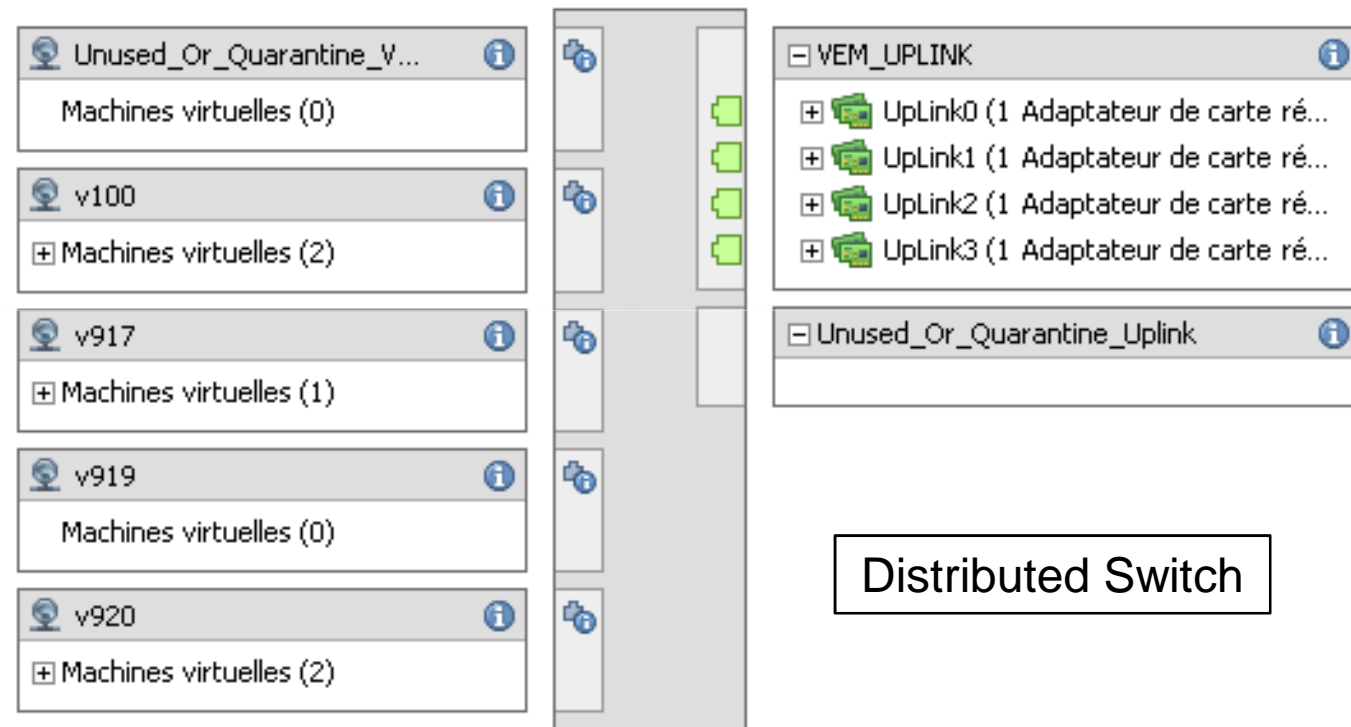 Unused_Or_Quarantine_V...
Machines virtuelles (0)
v100
Machines virtuelles (2)
v917
Machines virtuelles (1)
v919
Machines virtuelles (0)
v920
Machines virtuelles (2)
VEM_UPLINK
UpLink0 (1 Adaptateur de carte ré...
UpLink1 (1 Adaptateur de carte ré...
UpLink2 (1 Adaptateur de carte ré...
UpLink3 (1 Adaptateur de carte ré...
Unused_Or_Quarantine_Uplink
Distributed Switch